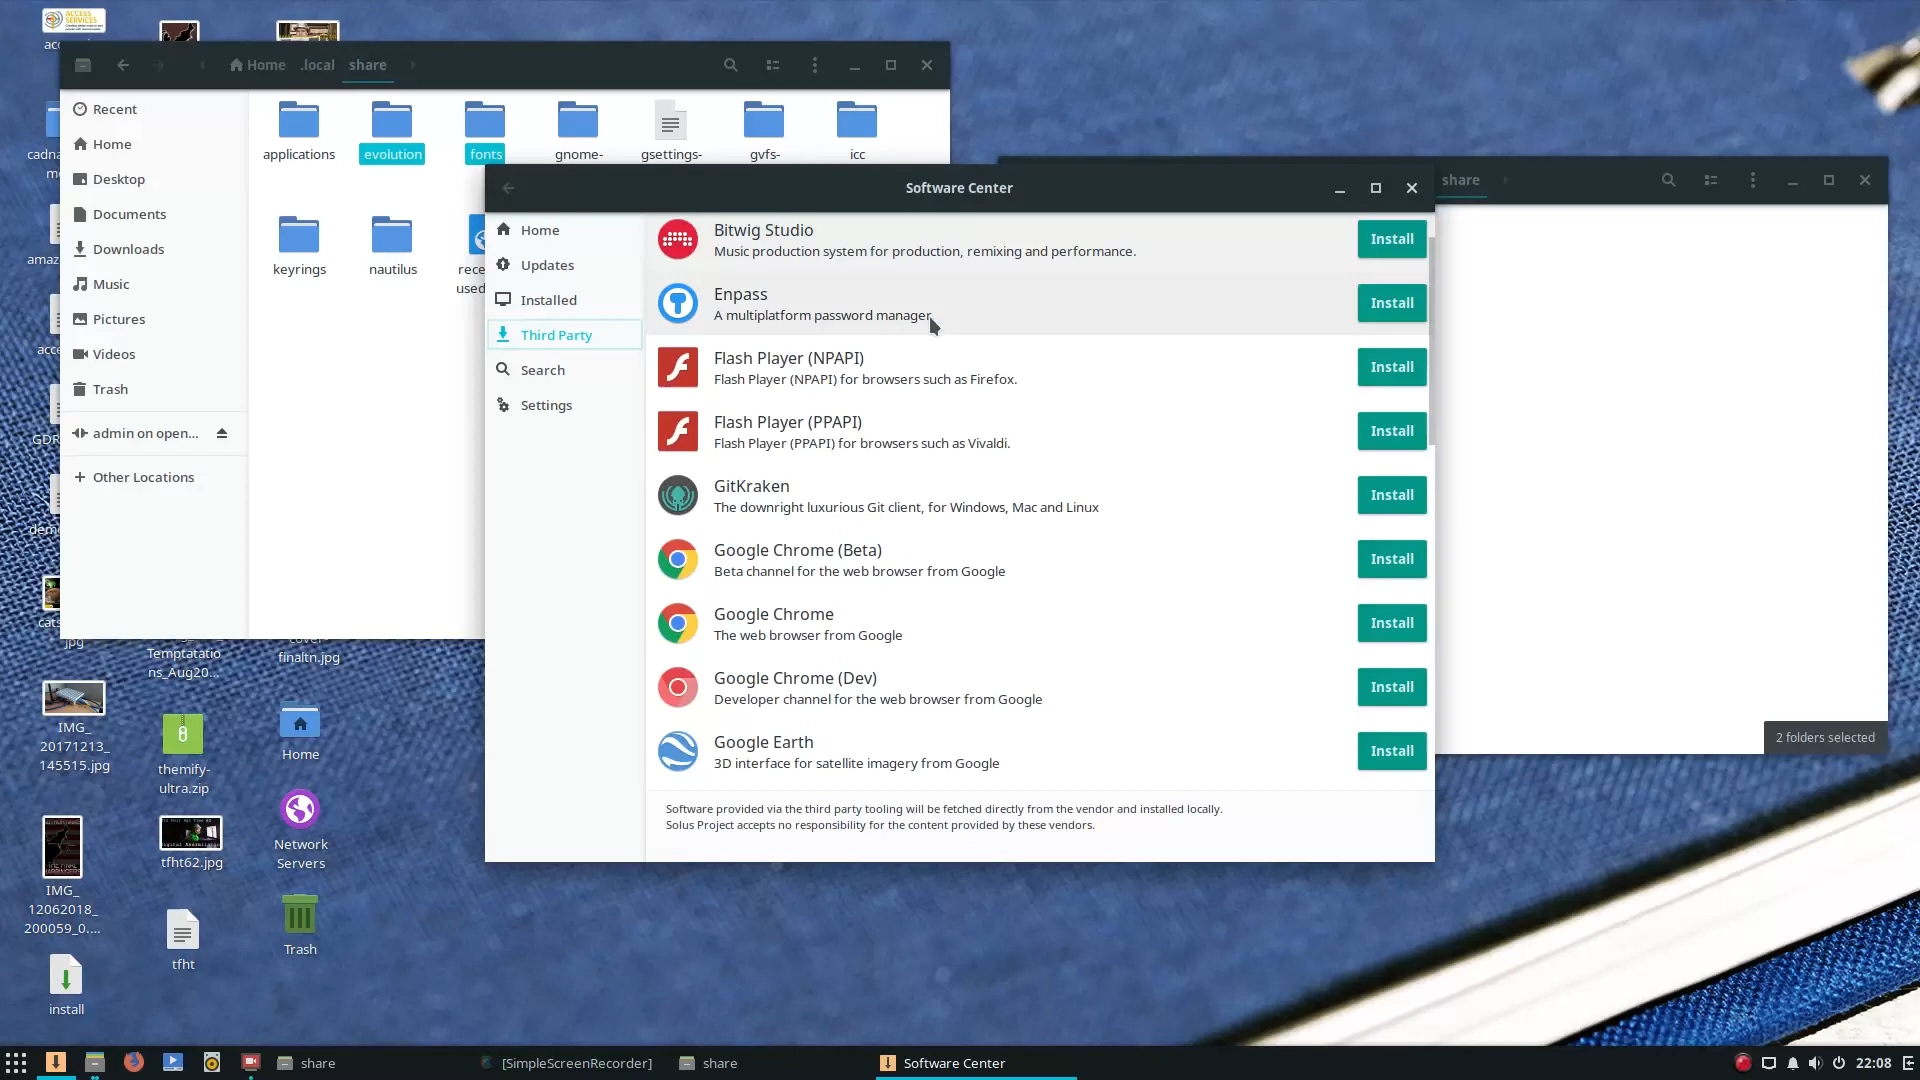 ACCESS
SERVICES
Home
.local
share
Recent
Home
Desktop
Documents
Downloads
Music
Pictures
Videos
Trash
admin on open...
Other Locations
applications
evolution
fonts
gnome-
gsettings-
gvfs-
icc
keyrings
nautilus
rece
used
share
2 folders selected
Software Center
Home
Updates
Installed
Third Party
Search
Settings
Bitwig Studio
Music production system for production, remixing and performance.
Install
Enpass
A multiplatform password manager.
Install
Flash Player (NPAPI)
Flash Player (NPAPI) for browsers such as Firefox.
Install
Flash Player (PPAPI)
Flash Player (PPAPI) for browsers such as Vivaldi.
Install
GitKraken
The downright luxurious Git client, for Windows, Mac and Linux
Install
Google Chrome (Beta)
Beta channel for the web browser from Google
Install
Google Chrome
The web browser from Google
Install
Google Chrome (Dev)
Developer channel for the web browser from Google
Install
Google Earth
3D interface for satellite imagery from Google
Install
Software provided via the third party tooling will be fetched directly from the vendor and installed locally.
Solus Project accepts no responsibility for the content provided by these vendors.
acc
cadna
m
amaz
acce
GDR
dem
cats
jpg
Temptatatio
ns_Aug20...
finaltn.jpg
IMG_
20171213_
145515.jpg
themify-
ultra.zip
Home
IMG_
12062018_
200059_0....
tfht62.jpg
Network
Servers
tfht
Trash
install
share
[SimpleScreenRecorder]
share
Software Center
22:08